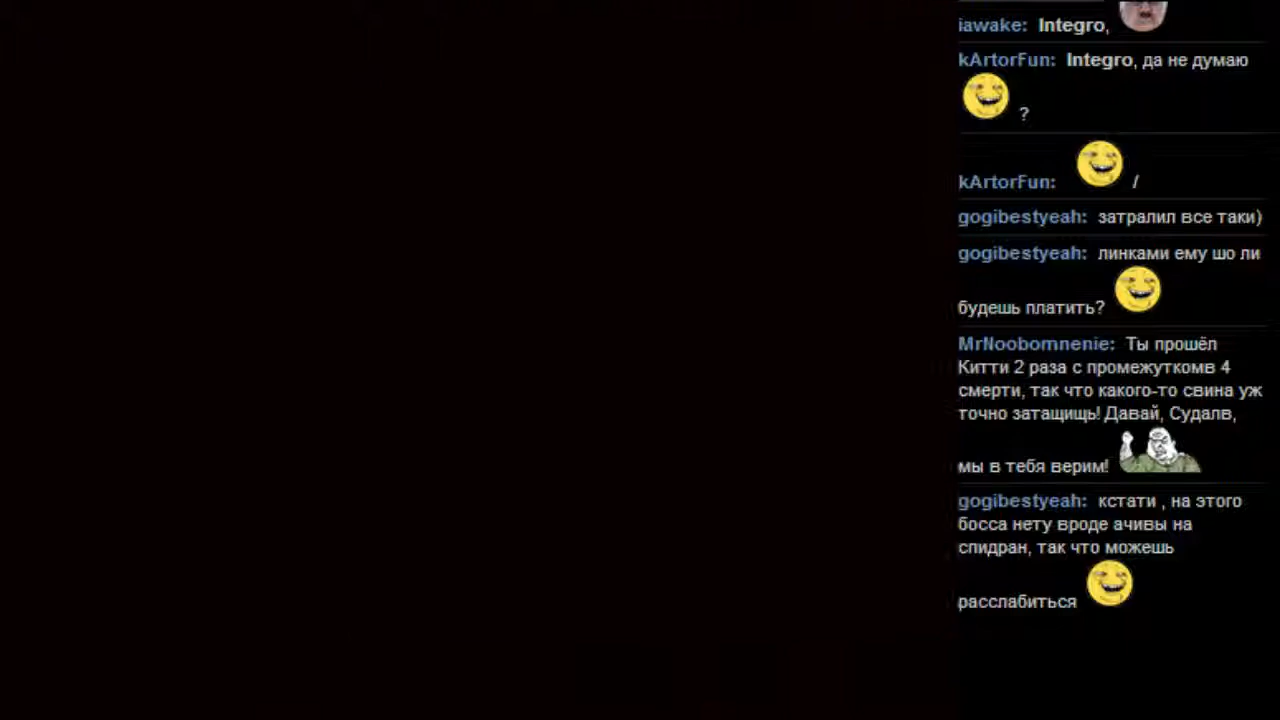 iawake: Integro,
kArtorFun: Integro, да не думаю
?
kArtorFun: /
gogibestyeah: затралил все таки)
gogibestyeah: линками ему шо ли
будешь платить?
MrNoobomnenie: Ты прошёл
Китти 2 раза с промежуткомв 4
смерти, так что какого-то свина уж
точно затащищь! Давай, Судалв,
мы в тебя верим!
gogibestyeah: кстати , на этого
босса нету вроде ачивы на
спидран, так что можешь
расслабиться